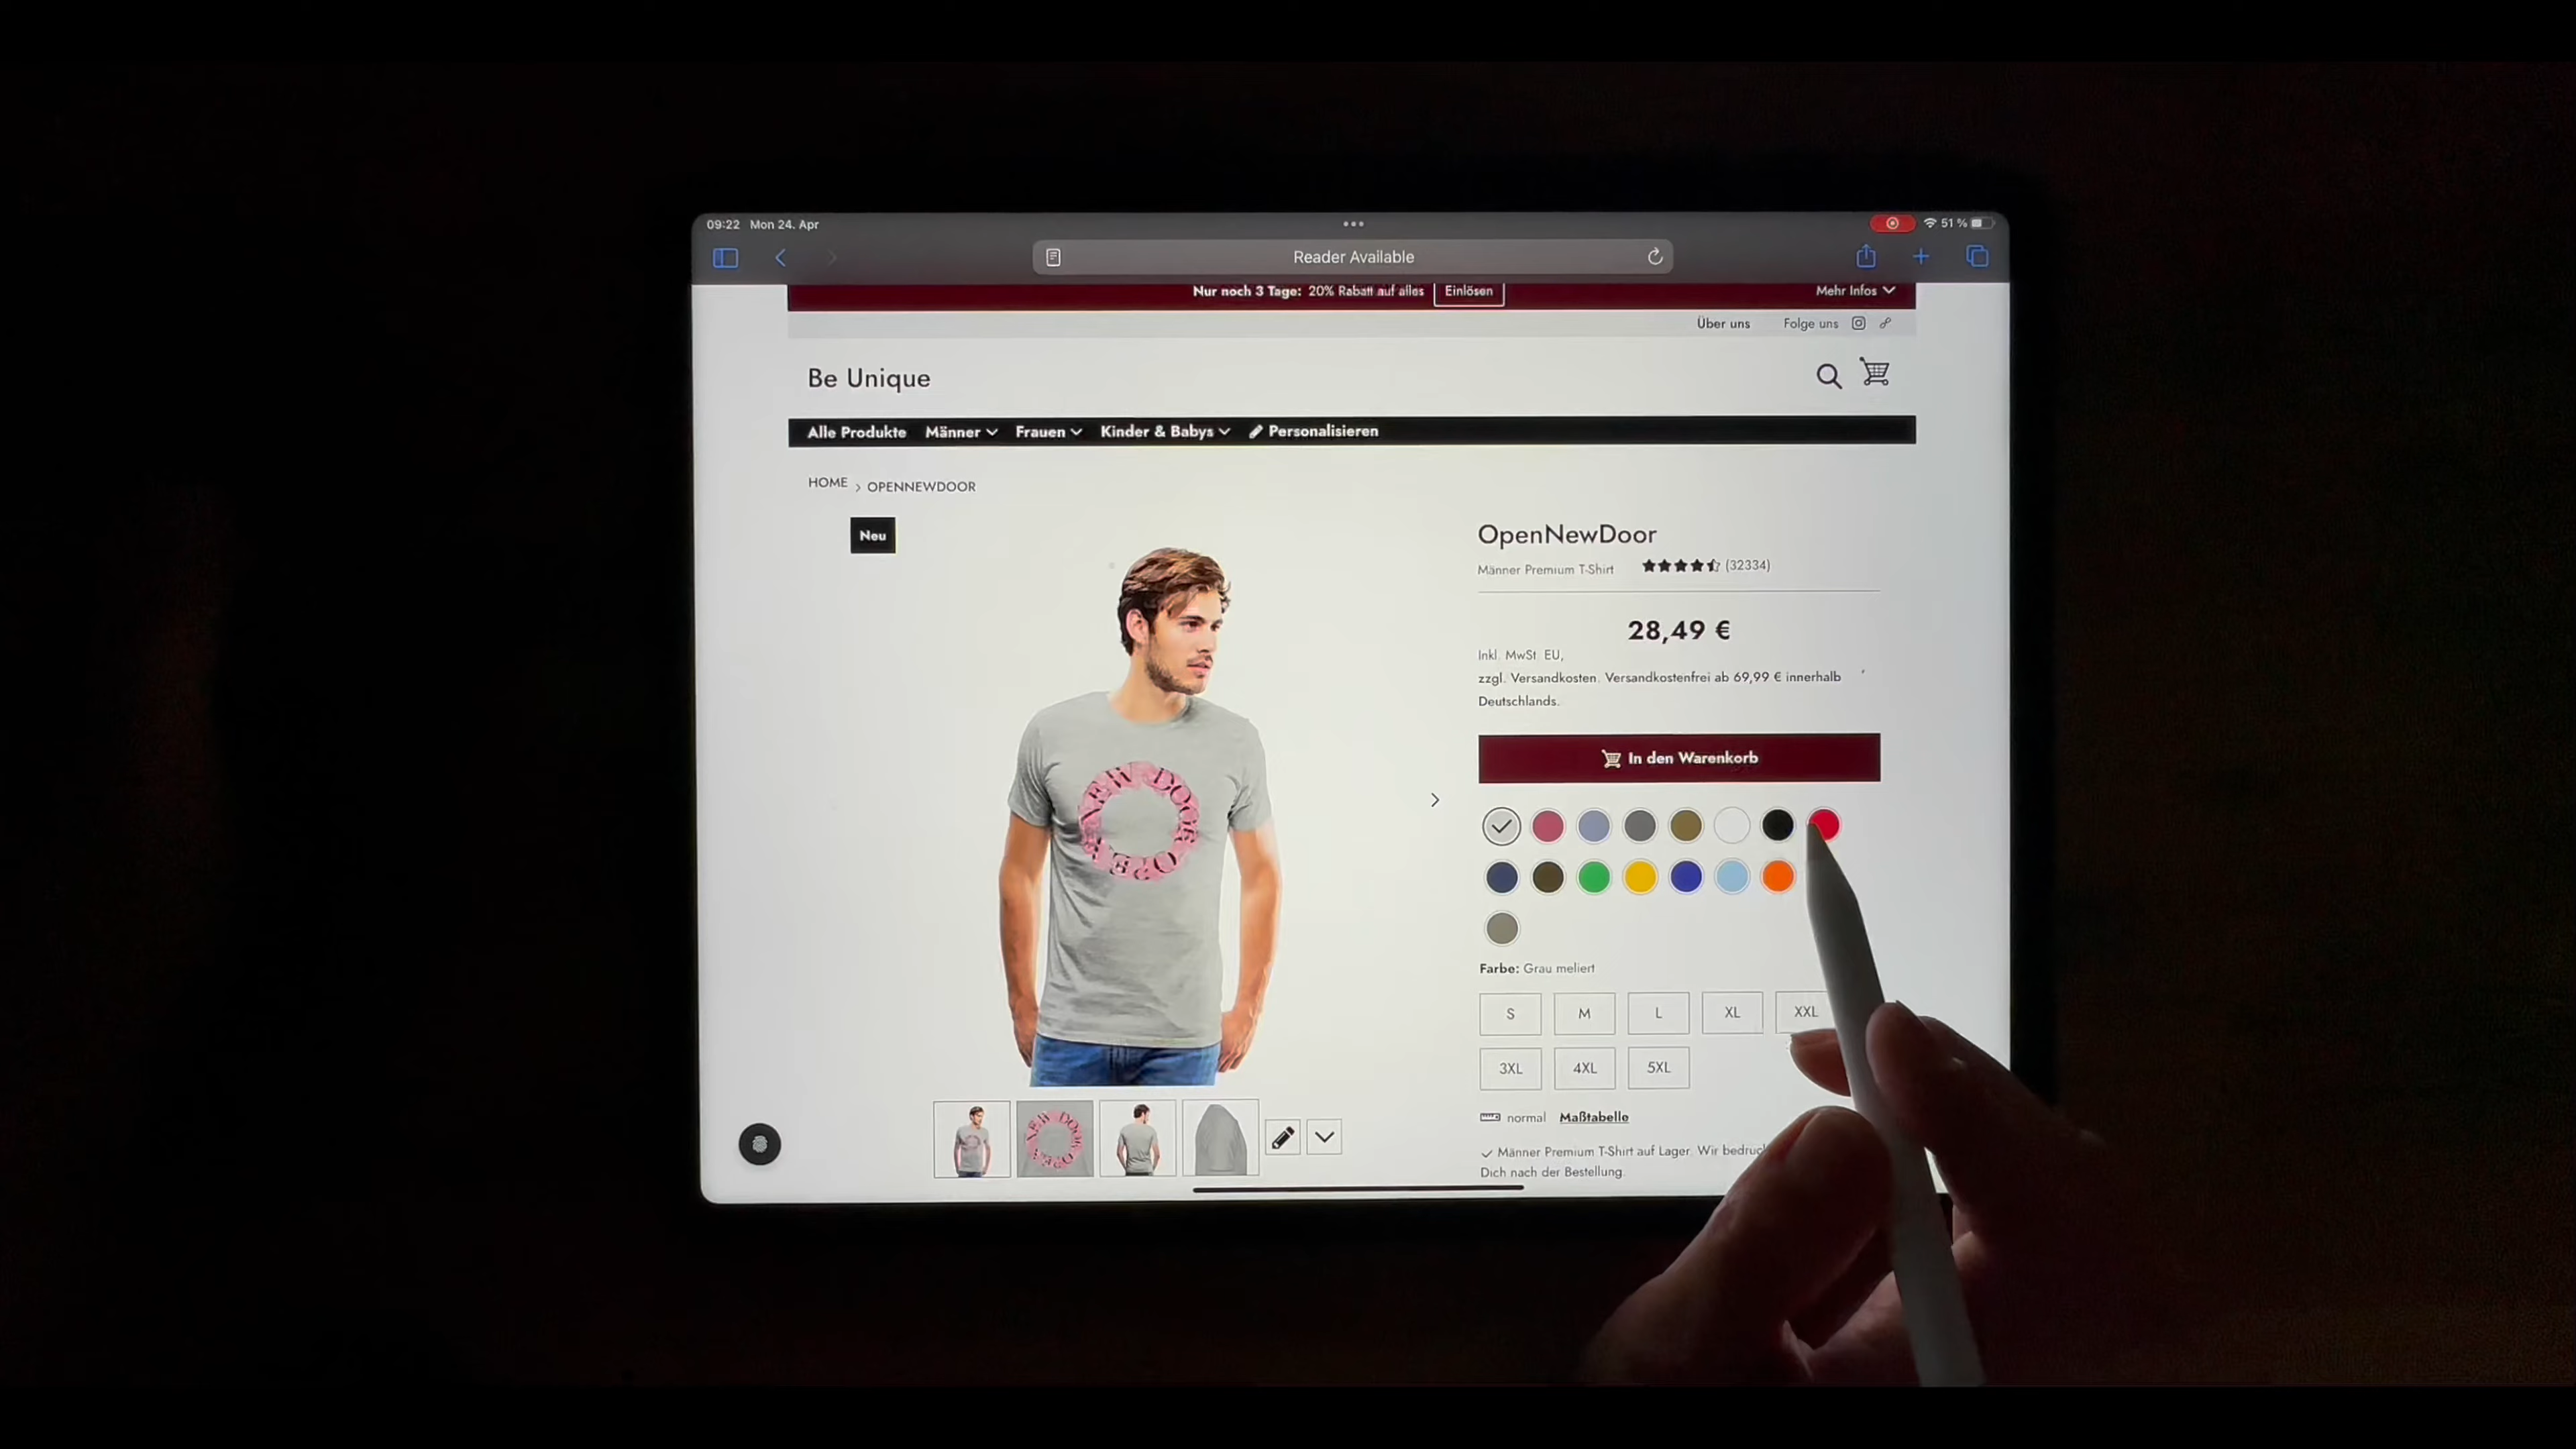 09:22 Mon 24. Apr
51 %
Reader Available
Nur noch 3 Tage: 20% Rabatt auf alles Einlösen
Mehr Infos
Über uns Folge uns
Be Unique
Alle Produkte Männer Frauen Kinder & Babys Personalisieren
HOME > OPENNEWDOOR
Neu
OpenNewDoor
Männer Premium T-Shirt (32334)
28,49 €
Inkl. MwSt. EU,
zzgl. Versandkosten. Versandkostenfrei ab 69,99 € innerhalb
Deutschlands.
In den Warenkorb
OPEN NEW DOOR
Farbe: Grau meliert
S M L XL XXL
3XL 4XL 5XL
normal Maßtabelle
Männer Premium T-Shirt auf Lager. Wir
Dich nach der Bestellung.